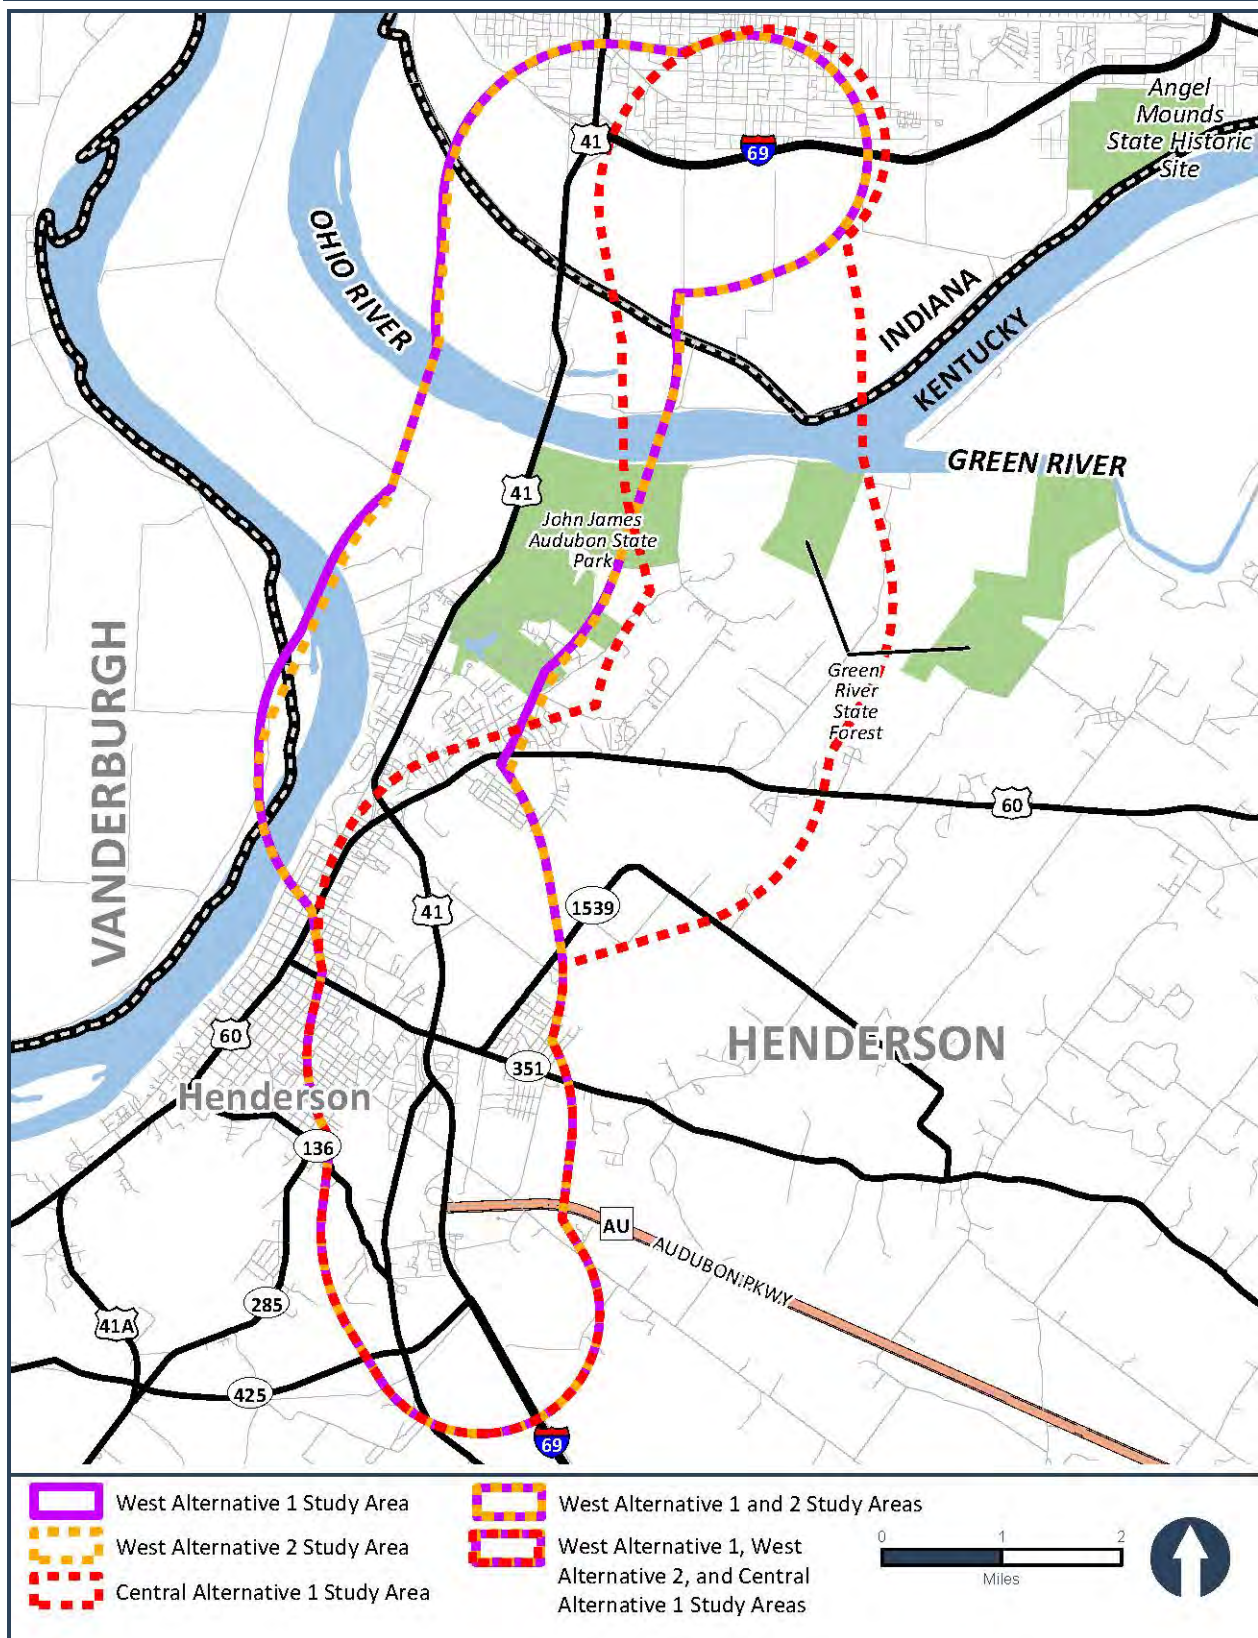 Angel
Mounds
State Historic
Site
41
69
OHIO RIVER
INDIANA
KENTUCKY
GREEN RIVER
41
John James
Audubon State
Park
Green
River
State
Forest
VANDERBURGH
60
41
1539
60
HENDERSON
351
Henderson
136
AU
AUDUBON PKWY
285
41A
425
69
West Alternative 1 Study Area
West Alternative 2 Study Area
Central Alternative 1 Study Area
West Alternative 1 and 2 Study Areas
West Alternative 1, West
Alternative 2, and Central
Alternative 1 Study Areas
0 1 2
Miles